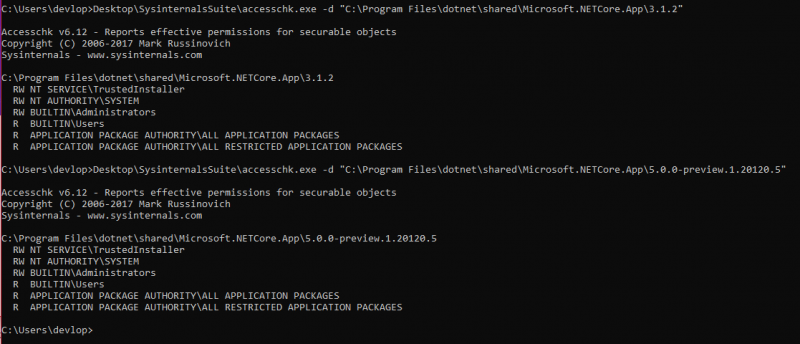 C:\Users\devlop>Desktop\SysinternalsSuite\accesschk.exe -d "C:\Program Files\dotnet\shared\Microsoft.NETCore.App\3.1.2"
Accesschk v6.12 - Reports effective permissions for securable objects
Copyright (C) 2006-2017 Mark Russinovich
Sysinternals - www.sysinternals.com
C:\Program Files\dotnet\shared\Microsoft.NETCore.App\3.1.2
RW NT SERVICE\TrustedInstaller
RW NT AUTHORITY\SYSTEM
RW BUILTIN\Administrators
R BUILTIN\Users
R APPLICATION PACKAGE AUTHORITY\ALL APPLICATION PACKAGES
R APPLICATION PACKAGE AUTHORITY\ALL RESTRICTED APPLICATION PACKAGES
C:\Users\devlop>Desktop\SysinternalsSuite\accesschk.exe -d "C:\Program Files\dotnet\shared\Microsoft.NETCore.App\5.0.0-preview.1.20120.5"
Accesschk v6.12 - Reports effective permissions for securable objects
Copyright (C) 2006-2017 Mark Russinovich
Sysinternals - www.sysinternals.com
C:\Program Files\dotnet\shared\Microsoft.NETCore.App\5.0.0-preview.1.20120.5
RW NT SERVICE\TrustedInstaller
RW NT AUTHORITY\SYSTEM
RW BUILTIN\Administrators
R BUILTIN\Users
R APPLICATION PACKAGE AUTHORITY\ALL APPLICATION PACKAGES
R APPLICATION PACKAGE AUTHORITY\ALL RESTRICTED APPLICATION PACKAGES
C:\Users\devlop>